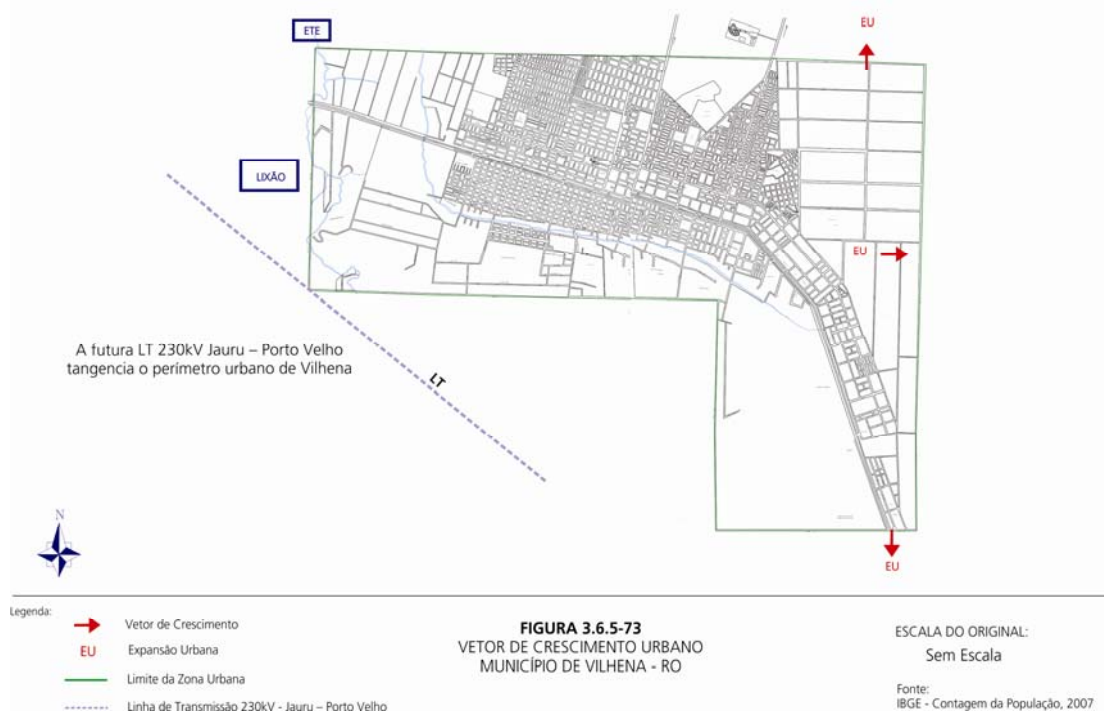 ETE
EU
LIXÃO
EU
A futura LT 230kV Jauru – Porto Velho
tangencia o perímetro urbano de Vilhena
LT
N
EU
Legenda:
Vetor de Crescimento
EU
Expansão Urbana
Limite da Zona Urbana
Linha de Transmissão 230kV - Jauru – Porto Velho
FIGURA 3.6.5-73
VETOR DE CRESCIMENTO URBANO
MUNICÍPIO DE VILHENA - RO
ESCALA DO ORIGINAL:
Sem Escala
Fonte:
IBGE - Contagem da População, 2007